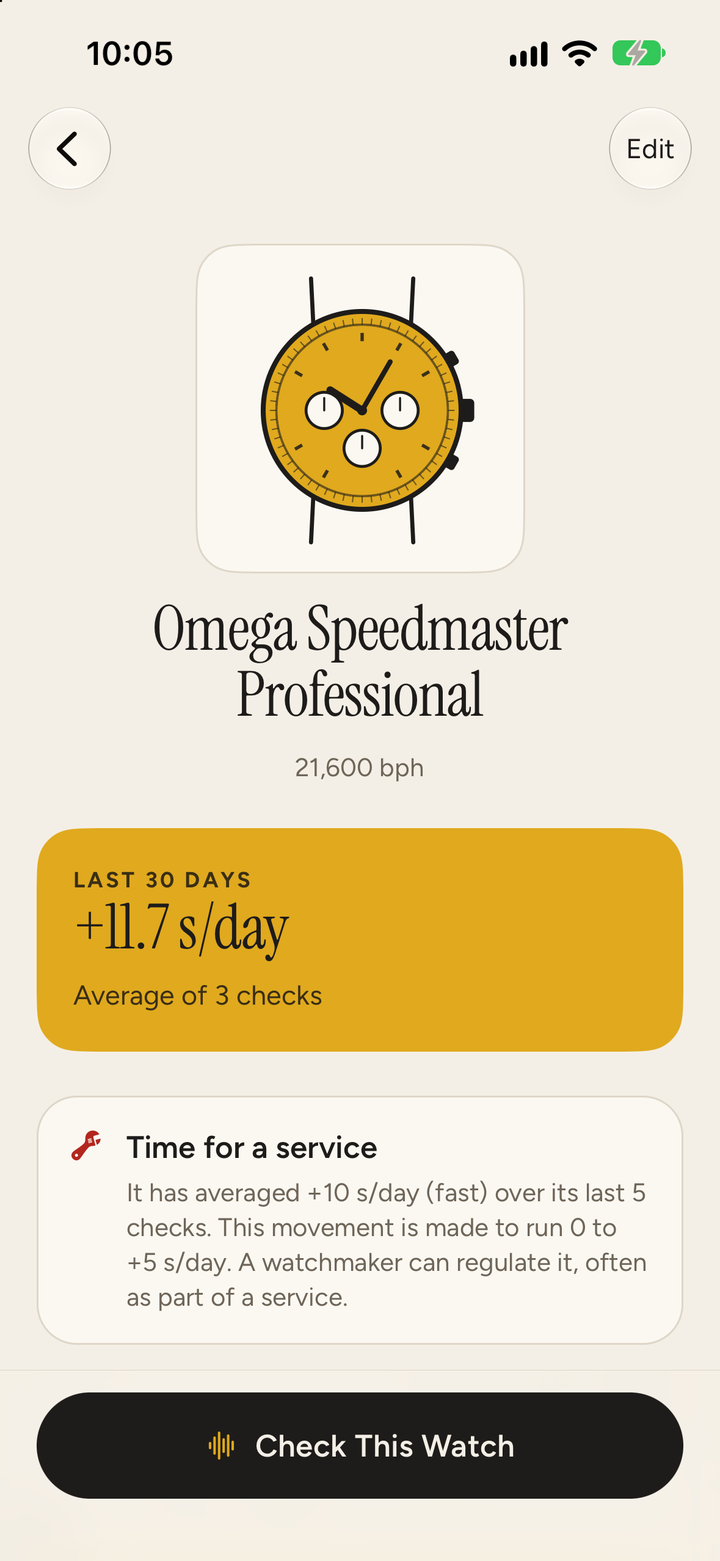 10:05
Edit
Omega Speedmaster
Professional
21,600 bph
LAST 30 DAYS
+11.7 s/day
Average of 3 checks
Time for a service
It has averaged +10 s/day (fast) over its last 5
checks. This movement is made to run 0 to
+5 s/day. A watchmaker can regulate it, often
as part of a service.
Check This Watch